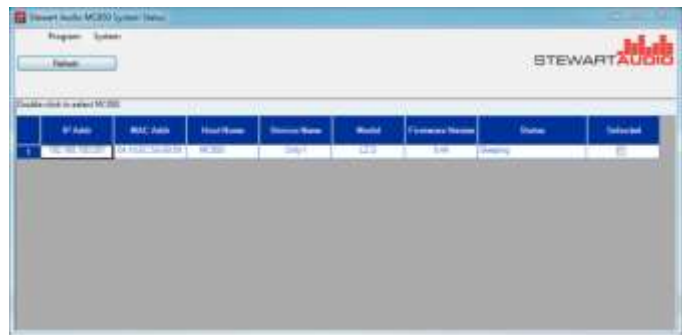 Stewart Audio MC850 System Status
Program System
Refresh
STEWARTAUDIO
Double click to select MC850
IP Addr MAC Addr Host Name Device Name Model Firmware Version Status Selected
1 Sleeping